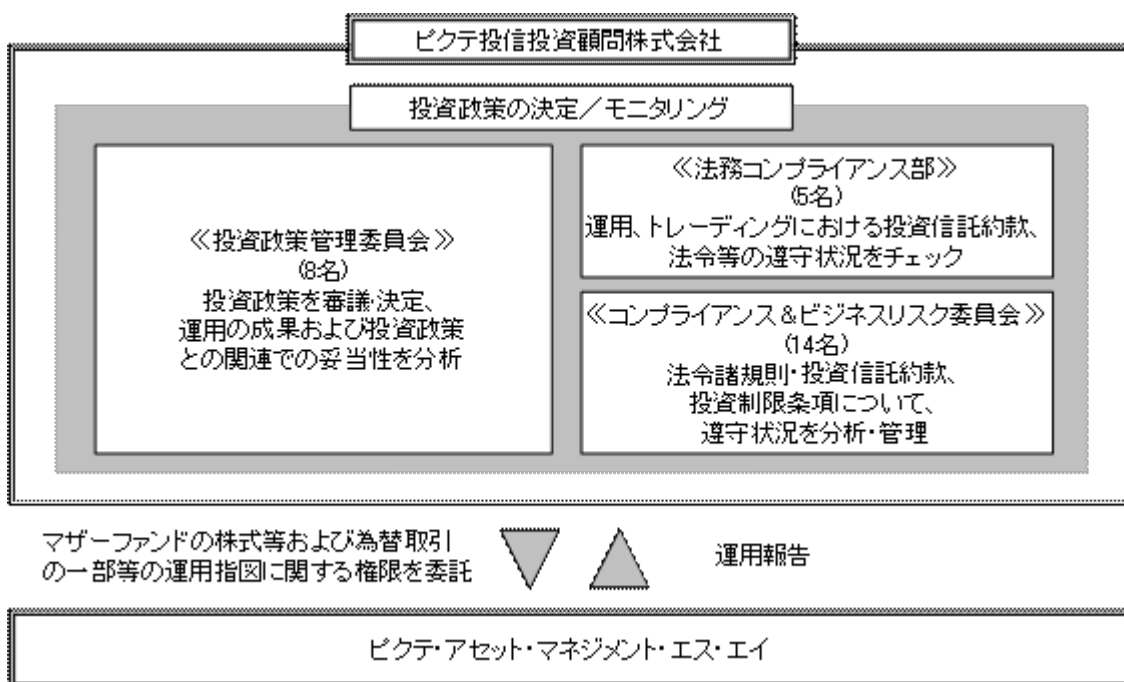 ピクテ投信投資顧問株式会社
投資政策の決定／モニタリング
≪投資政策管理委員会≫
(8名)
投資政策を審議・決定、
運用の成果および投資政策
との関連での妥当性を分析
≪法務コンプライアンス部≫
(5名)
運用、トレーディングにおける投資信託約款、
法令等の遵守状況をチェック
≪コンプライアンス＆ビジネスリスク委員会≫
(14名)
法令諸規則・投資信託約款、
投資制限条項について、
遵守状況を分析・管理
マザーファンドの株式等および為替取引
の一部等の運用指図に関する権限を委託
運用報告
ピクテ・アセット・マネジメント・エス・エイ